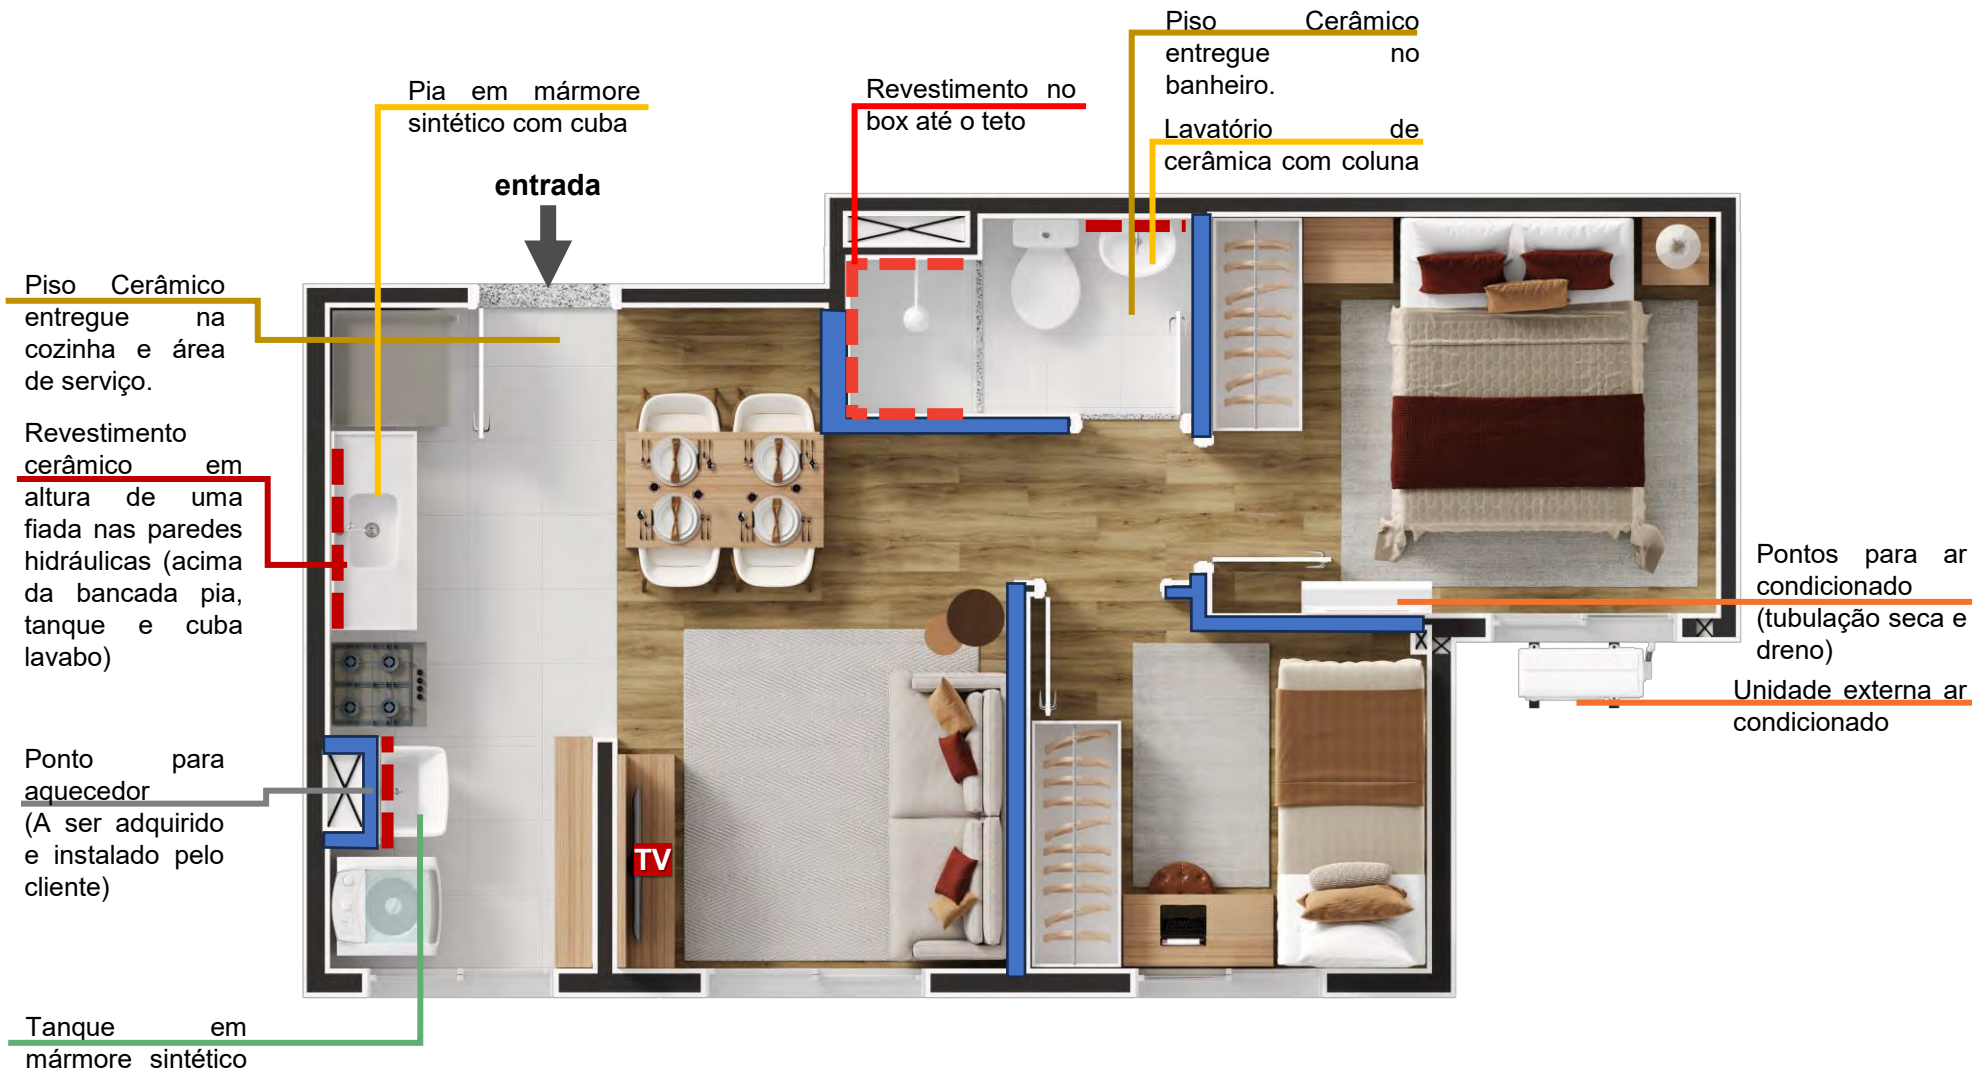 Piso Cerâmico
entregue no
banheiro.
Pia em mármore
sintético com cuba
Revestimento no
box até o teto
Lavatório de
cerâmica com coluna
entrada
Piso Cerâmico
entregue na
cozinha e área
de serviço.
Revestimento
cerâmico em
altura de uma
fiada nas paredes
hidráulicas (acima
da bancada pia,
tanque e cuba
lavabo)
Pontos para ar
condicionado
(tubulação seca e
dreno)
Unidade externa ar
condicionado
Ponto para
aquecedor
(A ser adquirido
e instalado pelo
cliente)
TV
Tanque em
mármore sintético